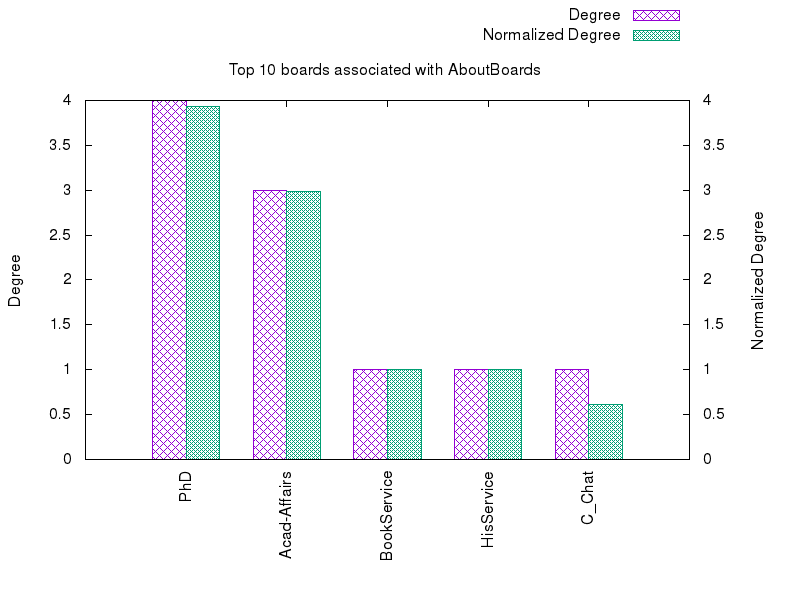 Degree
Normalized Degree
Top 10 boards associated with AboutBoards
4 4
3.5 3.5
3 3
2.5 2.5
2 2
1.5 1.5
1 1
0.5 0.5
0 0
Degree
Normalized Degree
PhD
Acad-Affairs
BookService
HisService
C_Chat